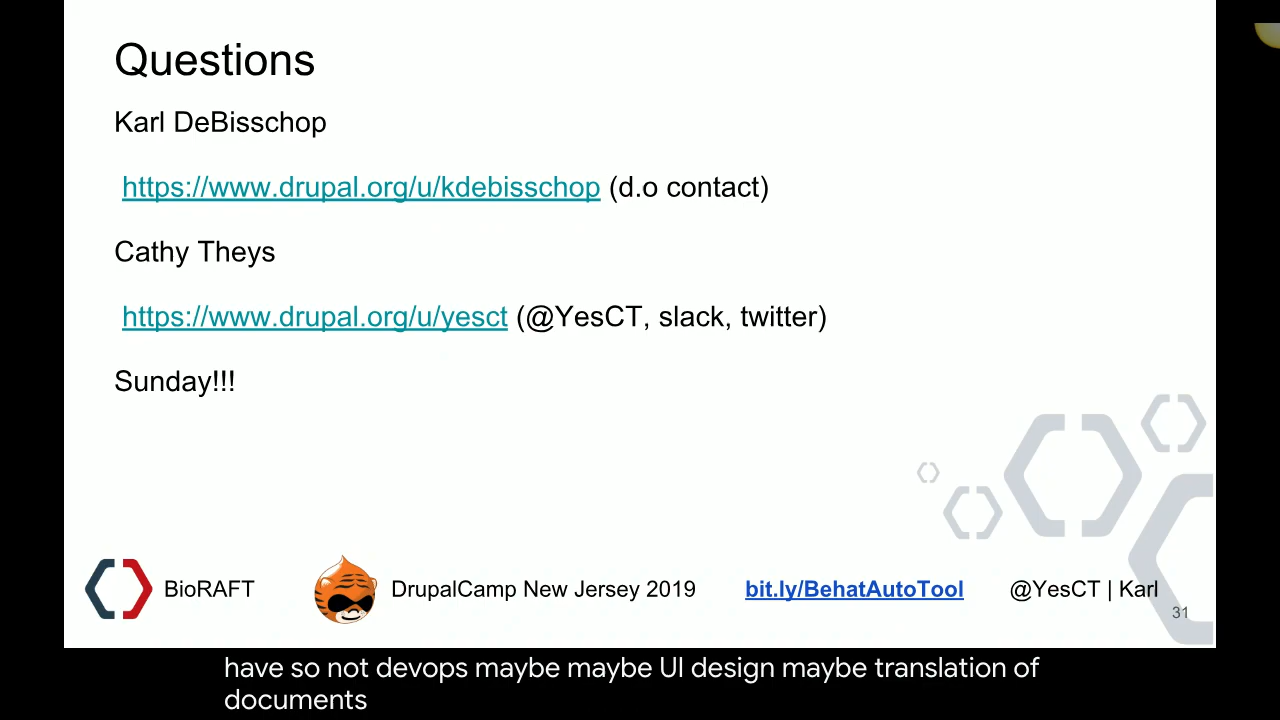 Questions
Karl DeBisschop
https://www.drupal.org/u/kdebisschop (d.o contact)
Cathy Theys
https://www.drupal.org/u/yesct (@YesCT, slack, twitter)
Sunday!!!
BioRAFT DrupalCamp New Jersey 2019 bit.ly/BehatAutoTool @YesCT | Karl
31
have so not devops maybe maybe UI design maybe translation of
documents